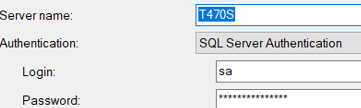 Server name: T470S
Authentication: SQL Server Authentication
Login: sa
Password: ***************